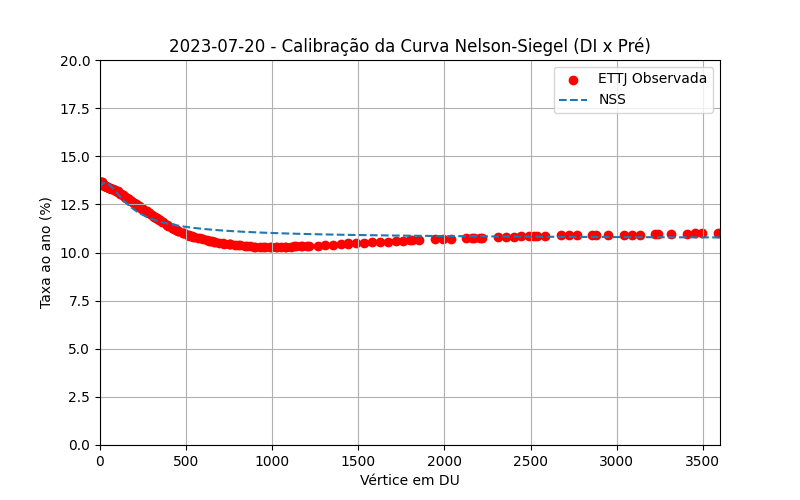 2023-07-20 - Calibração da Curva Nelson-Siegel (DI x Pré)
ETTJ Observada
NSS
20.0
17.5
15.0
12.5
10.0
7.5
5.0
2.5
0.0
Taxa ao ano (%)
0 500 1000 1500 2000 2500 3000 3500
Vértice em DU